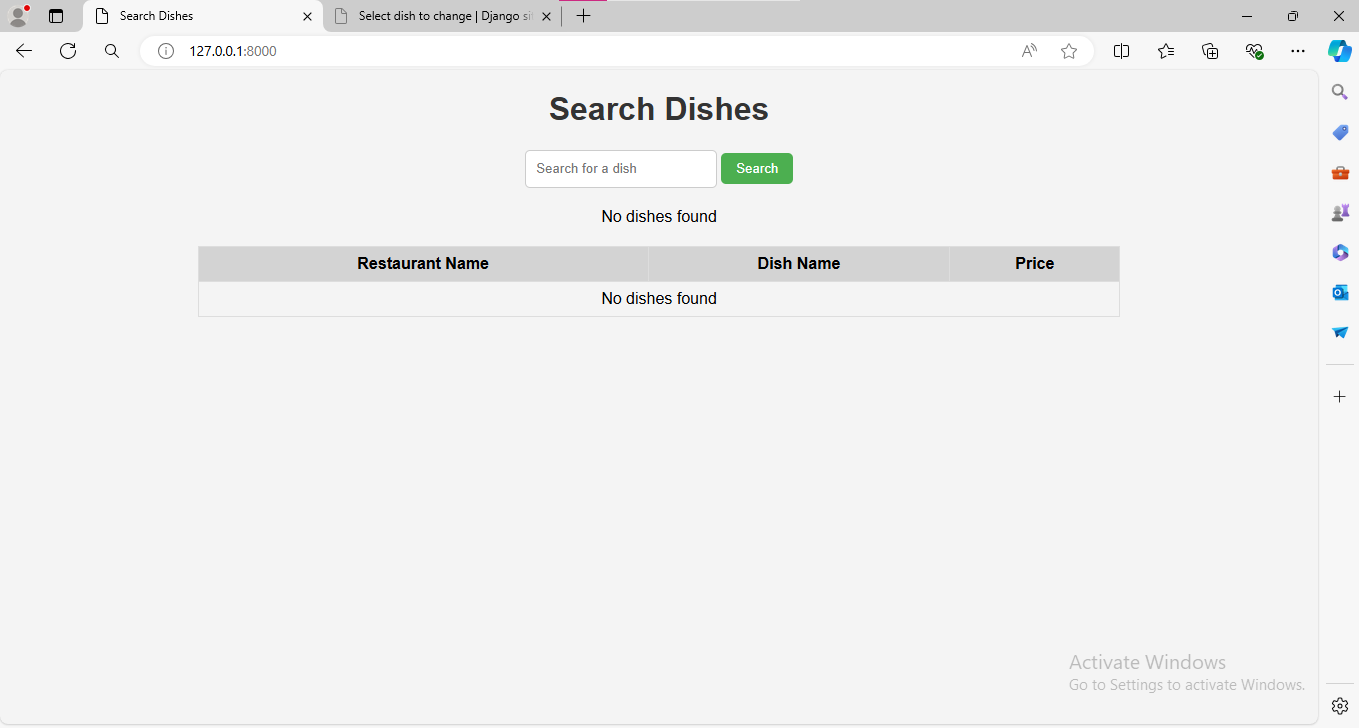 Search Dishes
Select dish to change | Django si
127.0.0.1:8000
Search Dishes
Search for a dish
Search
No dishes found
Restaurant Name Dish Name Price
No dishes found
Activate Windows
Go to Settings to activate Windows.